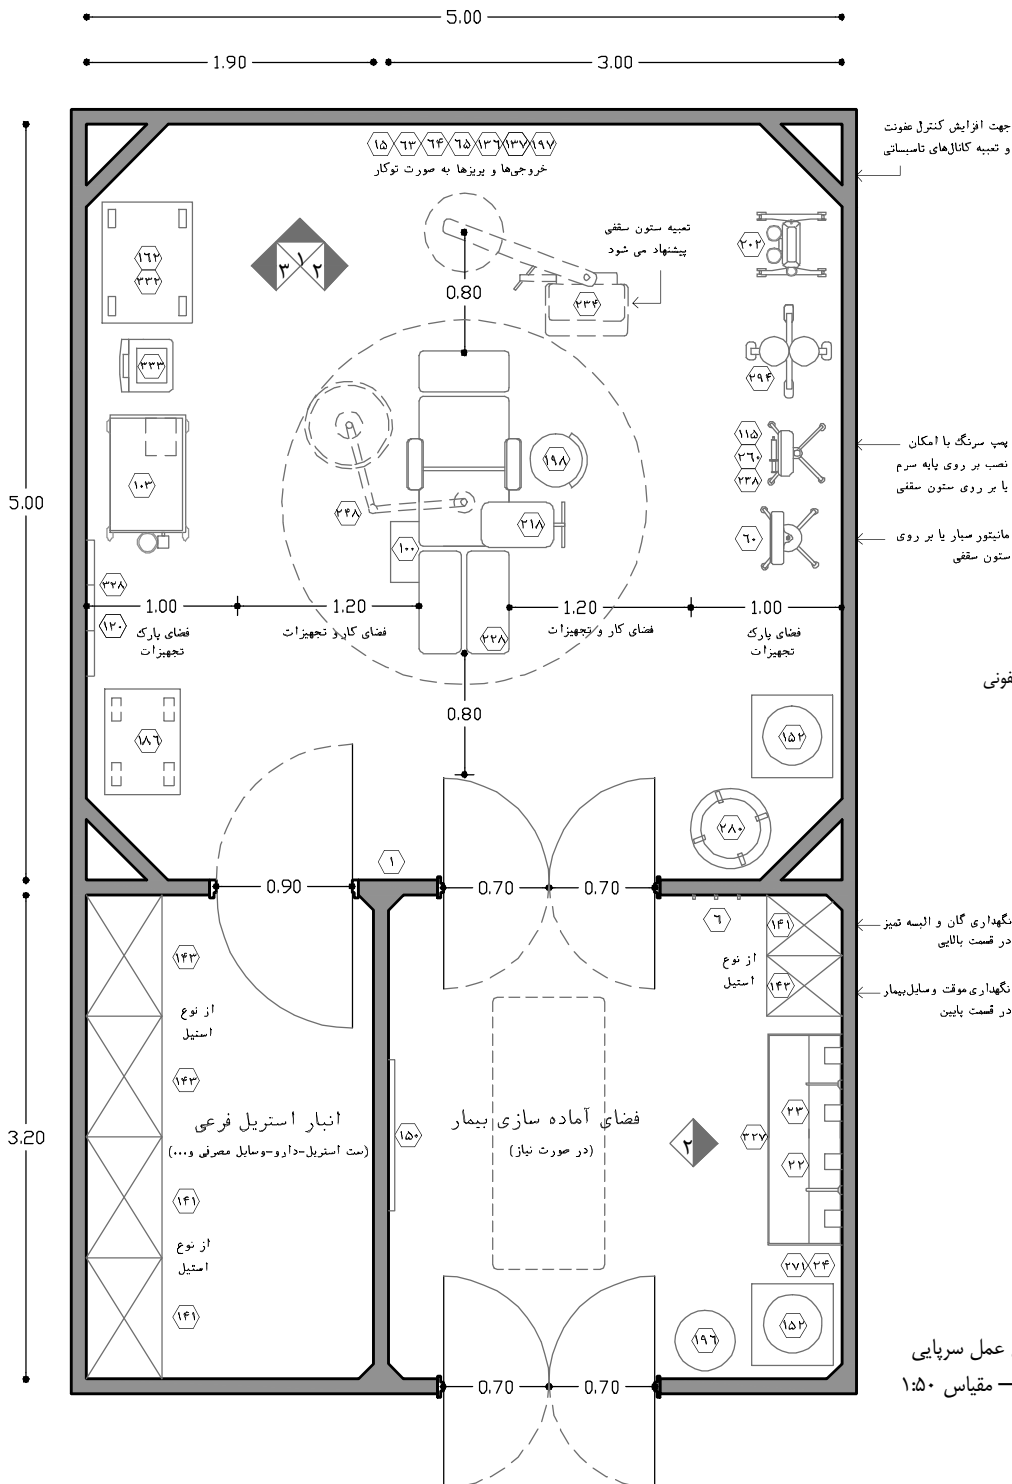 5.00
1.90
3.00
۱۵ ۶۳ ۶۴ ۶۵ ۱۳۶ ۱۳۷ ۱۹۷
خروجی‌ها و پریزها به صورت توکار
جهت افزایش کنترل عفونت
و تعبیه کانال‌های تاسیساتی
تعبیه ستون سقفی
پیشنهاد می شود
۱۶۲
۳۳۲
۳ ۱ ۲
0.80
۲۳۴
۲۰۲
۳۳۳
۲۹۴
۱۰۳
۲۴۸
۱۹۸
۲۱۸
۱۰۰
۱۱۵
۲۶۰
۲۳۸
۶۰
پمپ سرنگ با امکان
نصب بر روی پایه سرم
یا بر روی ستون سقفی
مانیتور سیار یا بر روی
ستون سقفی
5.00
۳۲۸
۱۲۰
1.00
1.20
1.20
1.00
فضای پارک
تجهیزات
فضای کار و تجهیزات
فضای کار و تجهیزات
فضای پارک
تجهیزات
۲۲۸
0.80
۱۸۶
۱۵۲
۲۸۰
۱
0.90
0.70
0.70
۶
۱۴۱
۱۴۳
از نوع
استیل
نگهداری گان و البسه تمیز
در قسمت بالایی
نگهداری موقت وسایل بیمار
در قسمت پایین
۱۴۳
از نوع
استیل
۱۴۳
3.20
انبار استریل فرعی
(ست استریل-دارو-وسایل مصرفی و...)
۱۴۱
از نوع
استیل
۱۴۱
۱۵۰
فضای آماده سازی بیمار
(در صورت نیاز)
۲
۳۲۷
۲۳
۲۲
۲۷۱ ۲۴
۱۹۶
۱۵۲
0.70
0.70
عمل سرپایی
— مقیاس ۱:۵۰